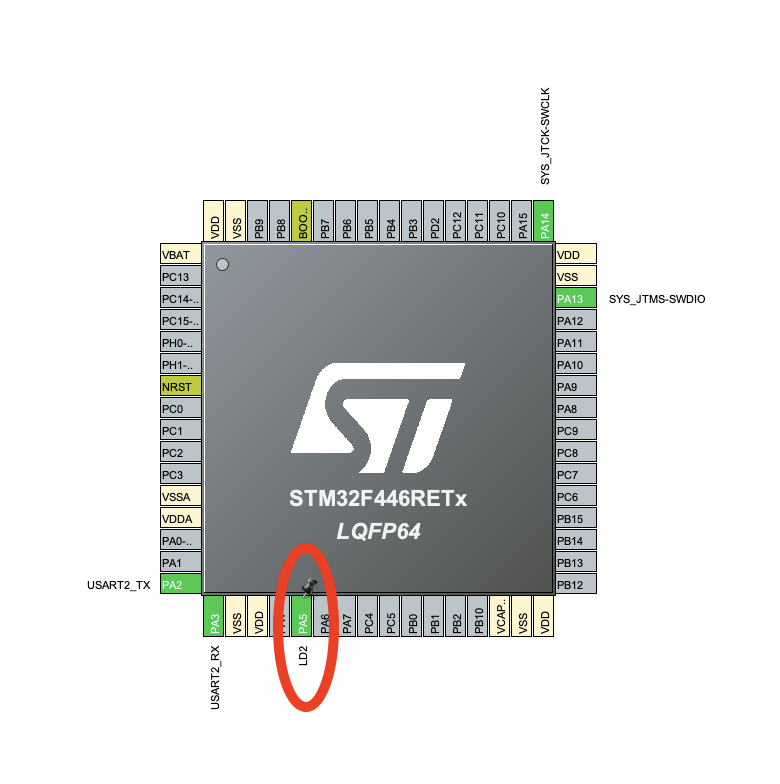 SYS_JTCK-SWCLK
VDD
VSS
PB9
PB8
BOO..
PB7
PB6
PB5
PB4
PB3
PD2
PC12
PC11
PC10
PA15
PA14
VBAT
PC13
PC14-..
PC15-..
PH0-..
PH1-..
NRST
PC0
PC1
PC2
PC3
VSSA
VDDA
PA0-..
PA1
USART2_TX PA2
VDD
VSS
PA13 SYS_JTMS-SWDIO
PA12
PA11
PA10
PA9
PA8
PC9
PC8
PC7
PC6
PB15
PB14
PB13
PB12
ST
STM32F446RETx
LQFP64
PA3
VSS
VDD
PA5
PA6
PA7
PC4
PC5
PB0
PB1
PB2
PB10
VCAP..
VSS
VDD
USART2_RX
LD2